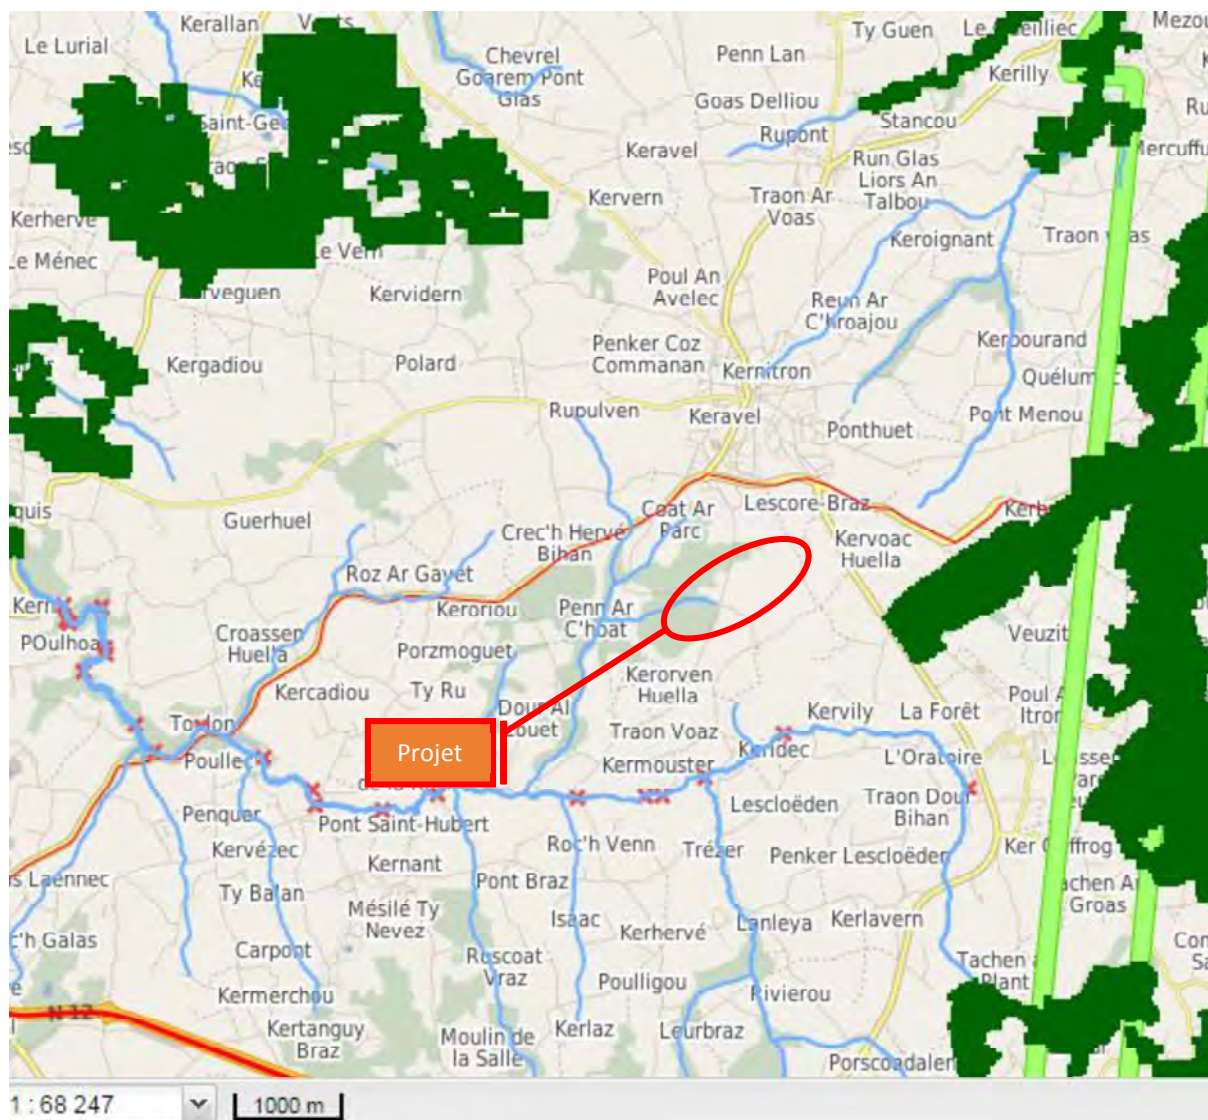 Kerallan
Ty Guen
Le Lurial
Penn Lan
Chevrel
Goarem Pont
Glas
Kerilly
Goas Delliou
Stancou
Rupont
Keravel
Run Glas
Liors An
Talbou
Traon Ar
Voas
Kervern
Kerherve
Keroignant
Le Vern
Le Ménec
Poul An
Avelec
Kervidern
Reun Ar
C'hroajou
Penker Coz
Commanan
Kerbourand
Kergadiou
Polard
Kernitron
Rupulven
Keravel
Pont Menou
Ponthuet
Coat Ar
Parc
Lescore-Braz
Guerhuel
Crec'h Hervé
Bihan
Kervoac
Huella
Roz Ar Gavet
Keroriou
Penn Ar
C'hoat
Croassen
Huella
POulhoa
Veuzit
Porzmoguet
Kerorven
Huella
Kercadiou
Ty Ru
Kervily
La Forêt
Toulon
Traon Voaz
Projet
Keridec
L'Oratoire
Poullec
Kermouster
Lescloëden
Traon Dour
Bihan
Penquer
Pont Saint-Hubert
Kervézec
Roc'h Venn
Trézer
Penker Lescloëden
Kernant
Pont Braz
Ty Balan
Mésilé Ty
Nevez
Isaac
Kerhervé
Lanleya
Kerlavern
Carpont
Ruscoat
Vraz
Poulligou
Rivierou
Kermerchou
N 12
Kertanguy
Braz
Moulin de
la Salle
Kerlaz
Leurbraz
Porscoadalen
1 : 68 247
1000 m